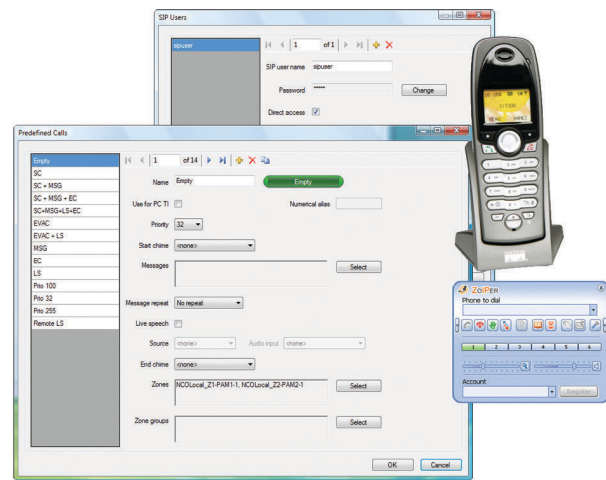 SIP Users
sipuser
1 of 1
SIP user name sipuser
Password *****
Change
Direct access
Predefined Calls
Empty
SC
SC + MSG
SC + MSG + EC
SC+MSG+LS+EC
EVAC
EVAC + LS
MSG
EC
LS
Prio 100
Prio 32
Prio 255
Remote LS
1 of 14
Name Empty
Empty
Use for PC TI
Numerical alias
Priority 32
Start chime <none>
Messages
Select
Message repeat No repeat
Live speech
Source <none> Audio input <none>
End chime <none>
Zones NCOLocal_Z1-PAM1-1, NCOLocal_Z2-PAM2-1
Select
Zone groups
Select
OK Cancel
MENU
ZOIPER
Phone to dial
1 2 3 4 5 6
Account
Register